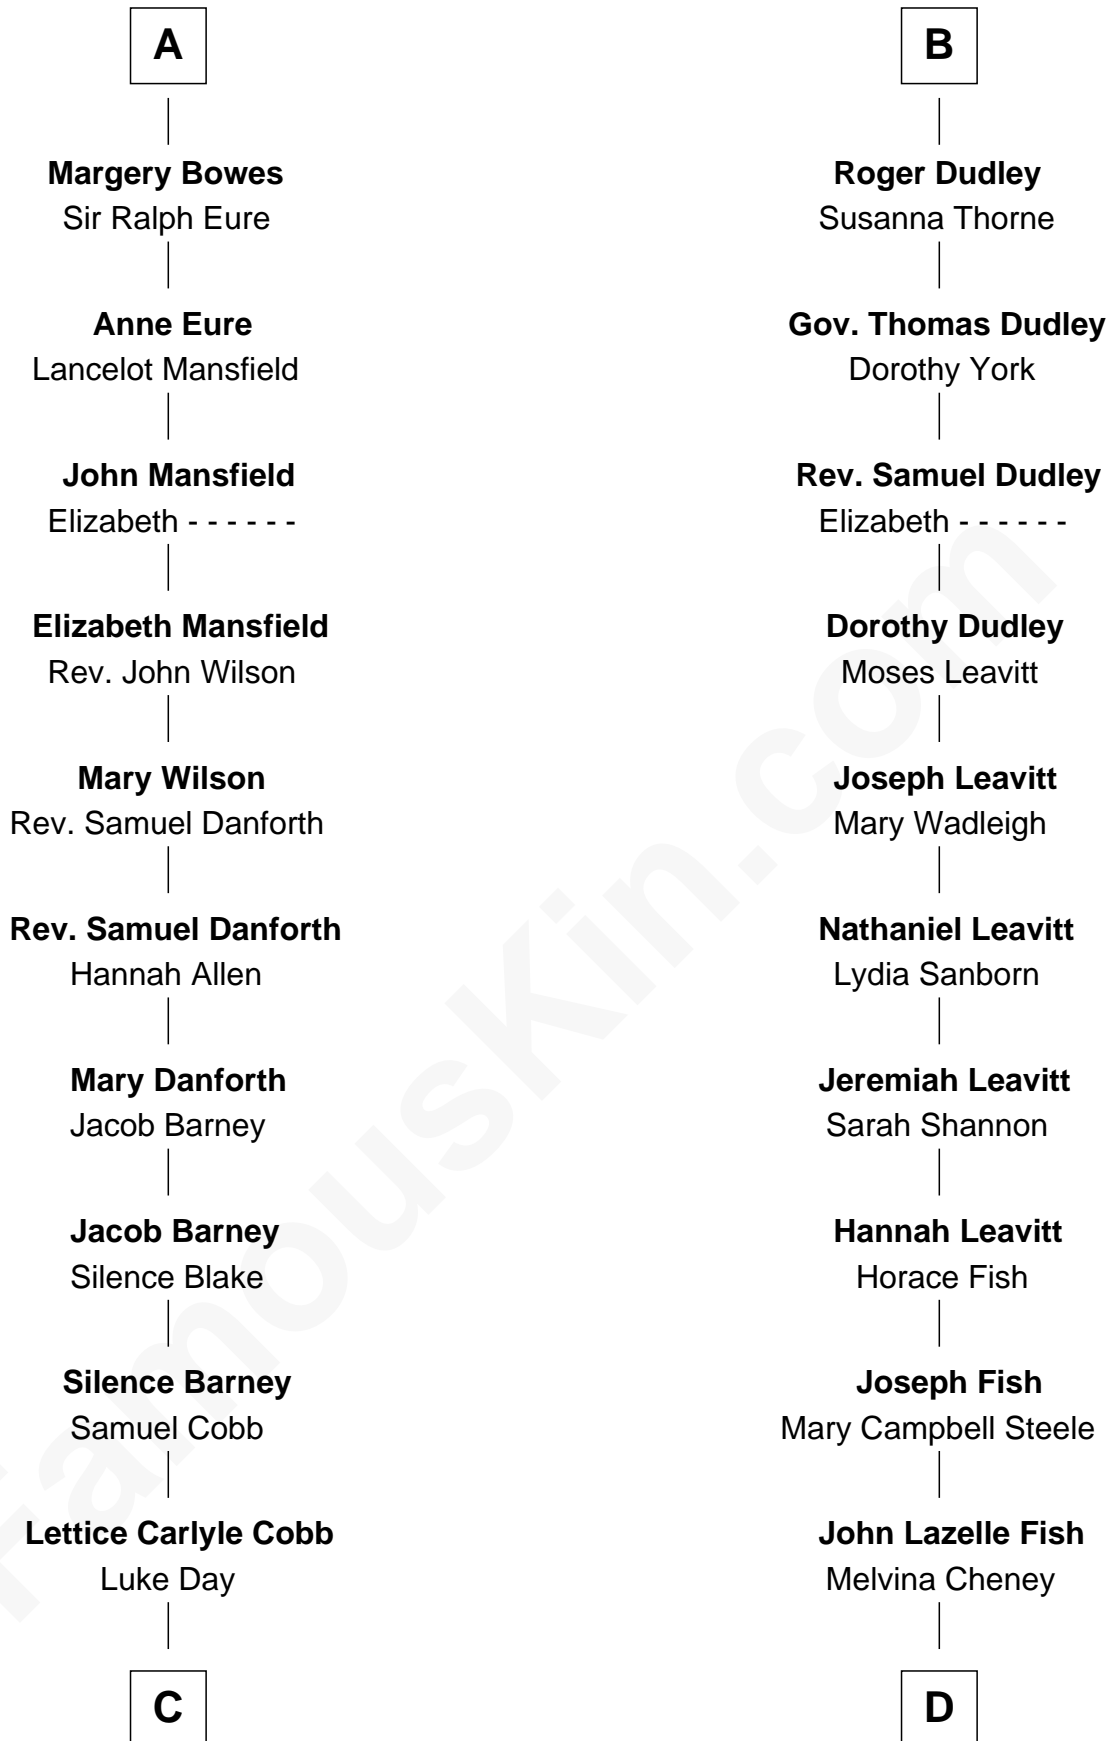 A
Margery Bowes
Sir Ralph Eure
Anne Eure
Lancelot Mansfield
John Mansfield
Elizabeth - - - - - -
Elizabeth Mansfield
Rev. John Wilson
Mary Wilson
Rev. Samuel Danforth
Rev. Samuel Danforth
Hannah Allen
Mary Danforth
Jacob Barney
Jacob Barney
Silence Blake
Silence Barney
Samuel Cobb
Lettice Carlyle Cobb
Luke Day
C
B
Roger Dudley
Susanna Thorne
Gov. Thomas Dudley
Dorothy York
Rev. Samuel Dudley
Elizabeth - - - - - -
Dorothy Dudley
Moses Leavitt
Joseph Leavitt
Mary Wadleigh
Nathaniel Leavitt
Lydia Sanborn
Jeremiah Leavitt
Sarah Shannon
Hannah Leavitt
Horace Fish
Joseph Fish
Mary Campbell Steele
John Lazelle Fish
Melvina Cheney
D
FamousKin.com